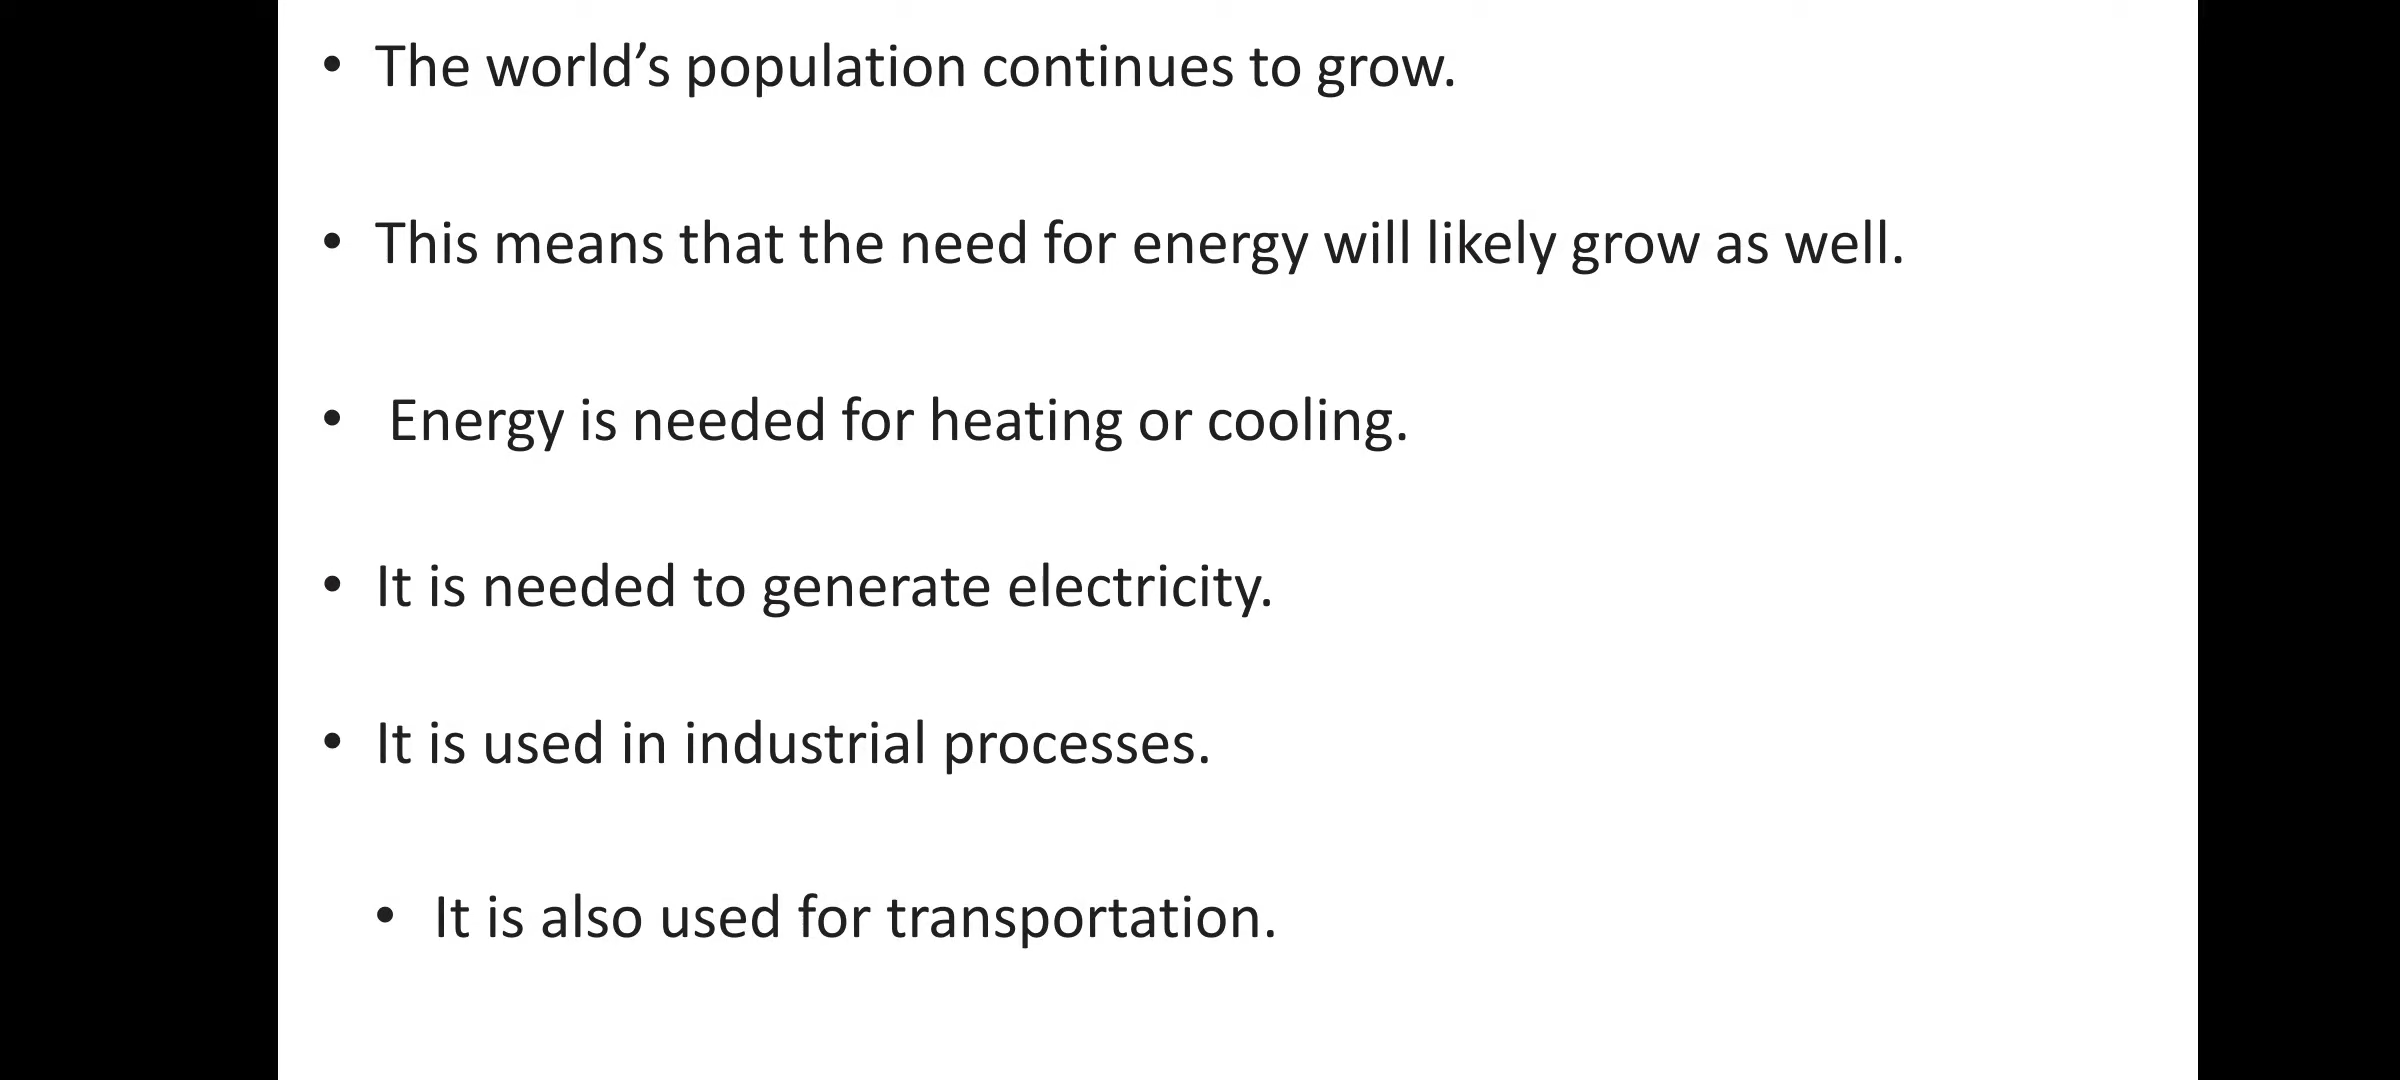 • The world’s population continues to grow.
• This means that the need for energy will likely grow as well.
• Energy is needed for heating or cooling.
• It is needed to generate electricity.
• It is used in industrial processes.
• It is also used for transportation.